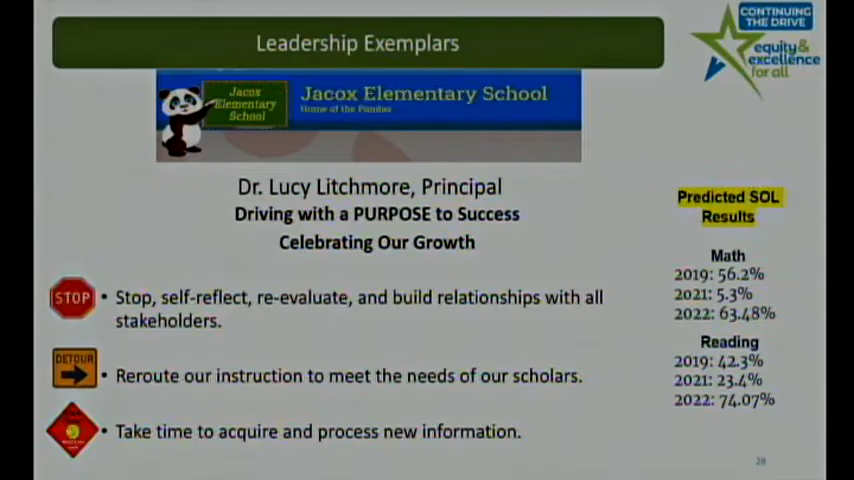 Leadership Exemplars
CONTINUING
THE DRIVE
equity &
excellence
for all
Jacox
Elementary
School
Jacox Elementary School
Home of the Pandas
Dr. Lucy Litchmore, Principal
Driving with a PURPOSE to Success
Celebrating Our Growth
STOP
• Stop, self-reflect, re-evaluate, and build relationships with all
stakeholders.
DETOUR
• Reroute our instruction to meet the needs of our scholars.
• Take time to acquire and process new information.
Predicted SOL
Results
Math
2019: 56.2%
2021: 5.3%
2022: 63.48%
Reading
2019: 42.3%
2021: 23.4%
2022: 74.07%
28